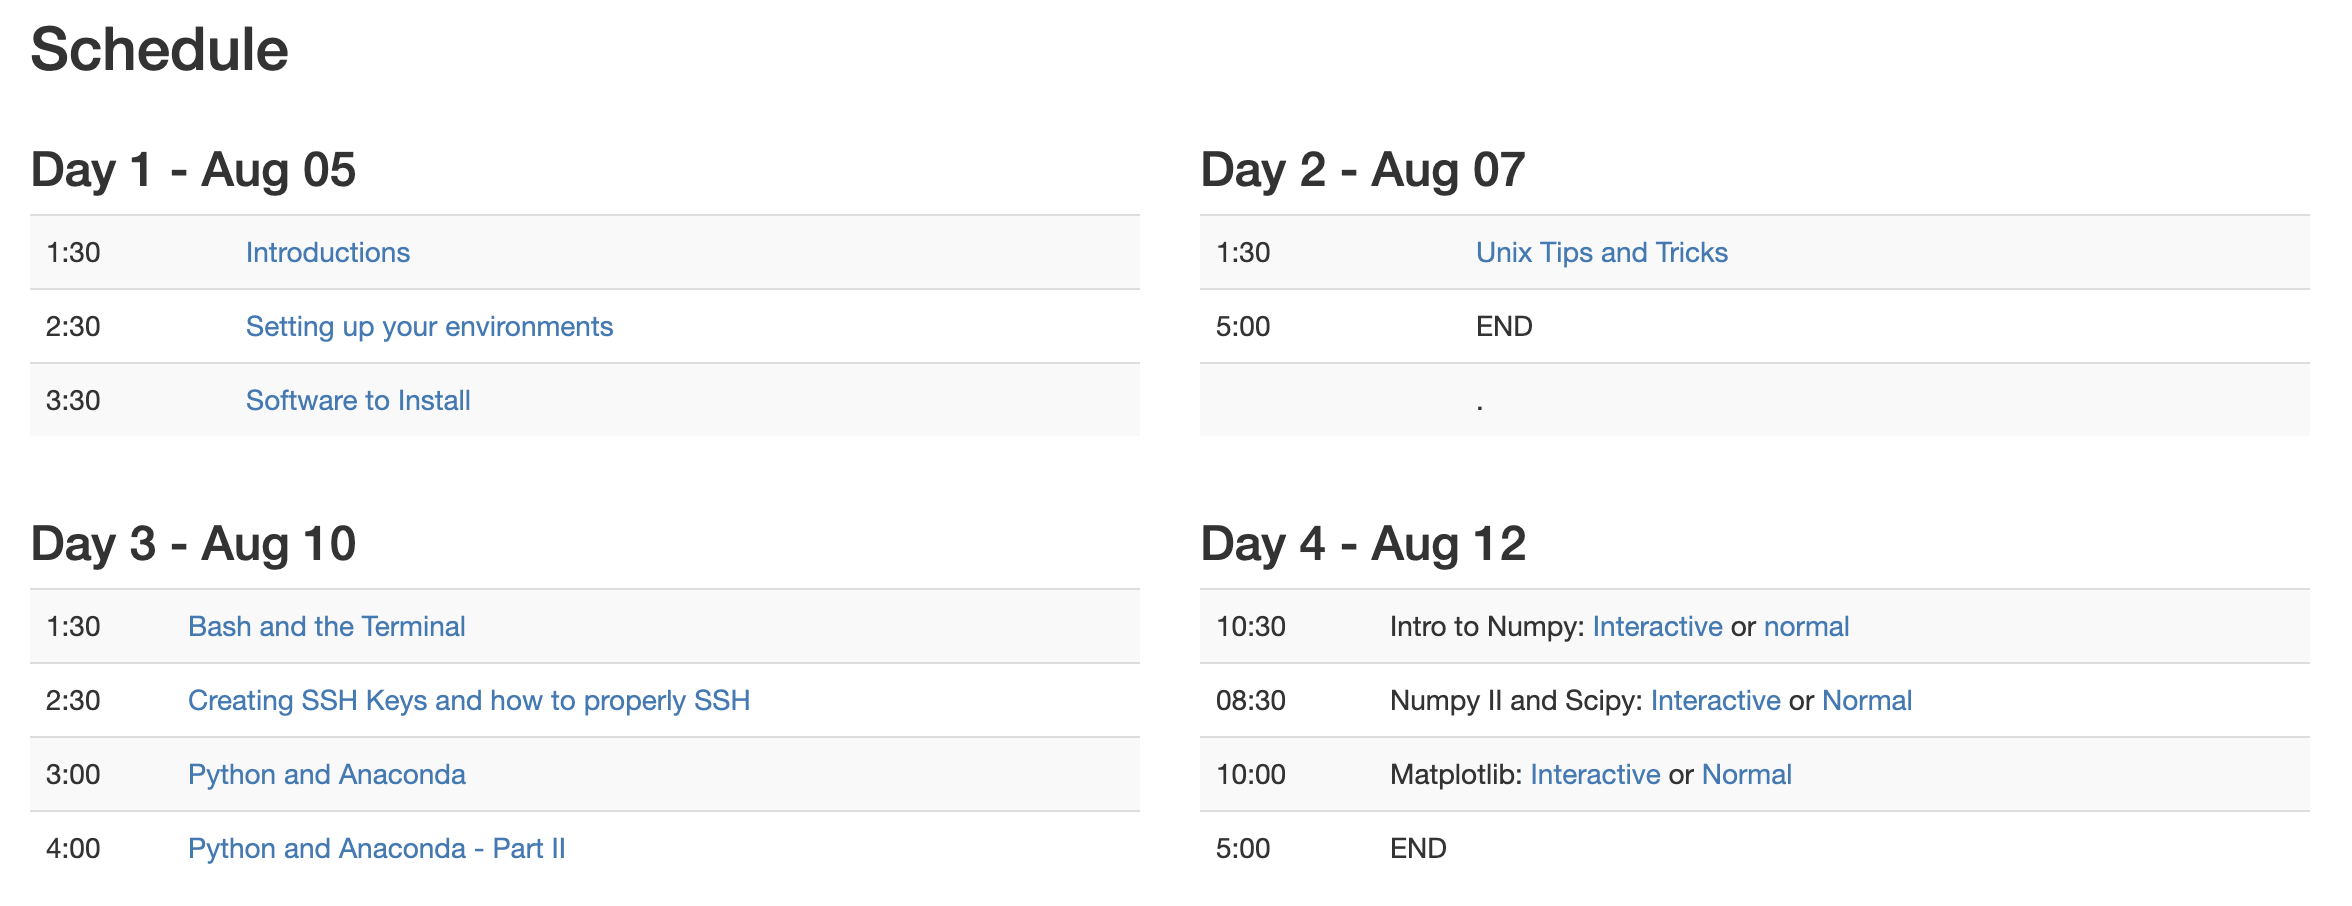 Schedule
Day 1 - Aug 05
1:30 Introductions
2:30 Setting up your environments
3:30 Software to Install
Day 2 - Aug 07
1:30 Unix Tips and Tricks
5:00 END
.
Day 3 - Aug 10
1:30 Bash and the Terminal
2:30 Creating SSH Keys and how to properly SSH
3:00 Python and Anaconda
4:00 Python and Anaconda - Part II
Day 4 - Aug 12
10:30 Intro to Numpy: Interactive or normal
08:30 Numpy II and Scipy: Interactive or Normal
10:00 Matplotlib: Interactive or Normal
5:00 END